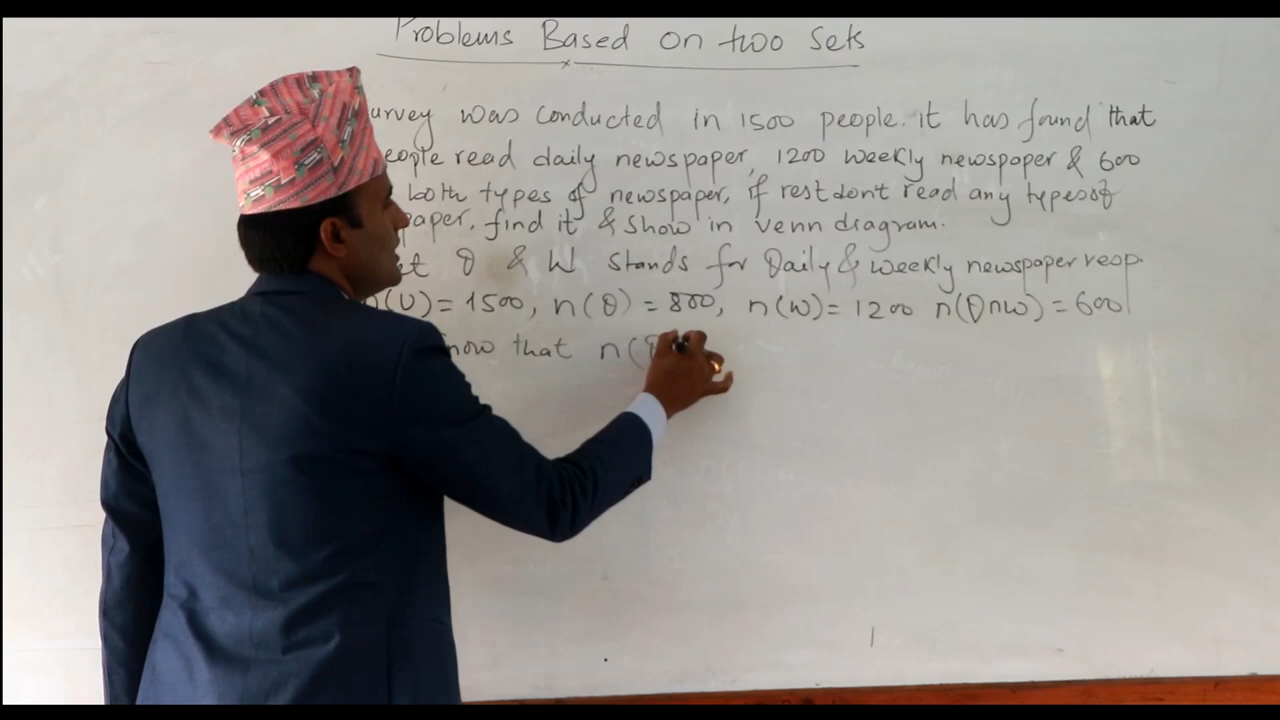 Problems Based on two Sets
urvey was conducted in 1500 people. it has found that
eople read daily newspaper, 1200 weekly newspaper & 600
both types of newspaper, if rest dont read any types of
paper, find it & show in venn diagram.
et D & W stands for Daily & weekly newspaper resp.
n(U) = 1500, n(D) = 800, n(W) = 1200 n(D∩W) = 600
now that n(